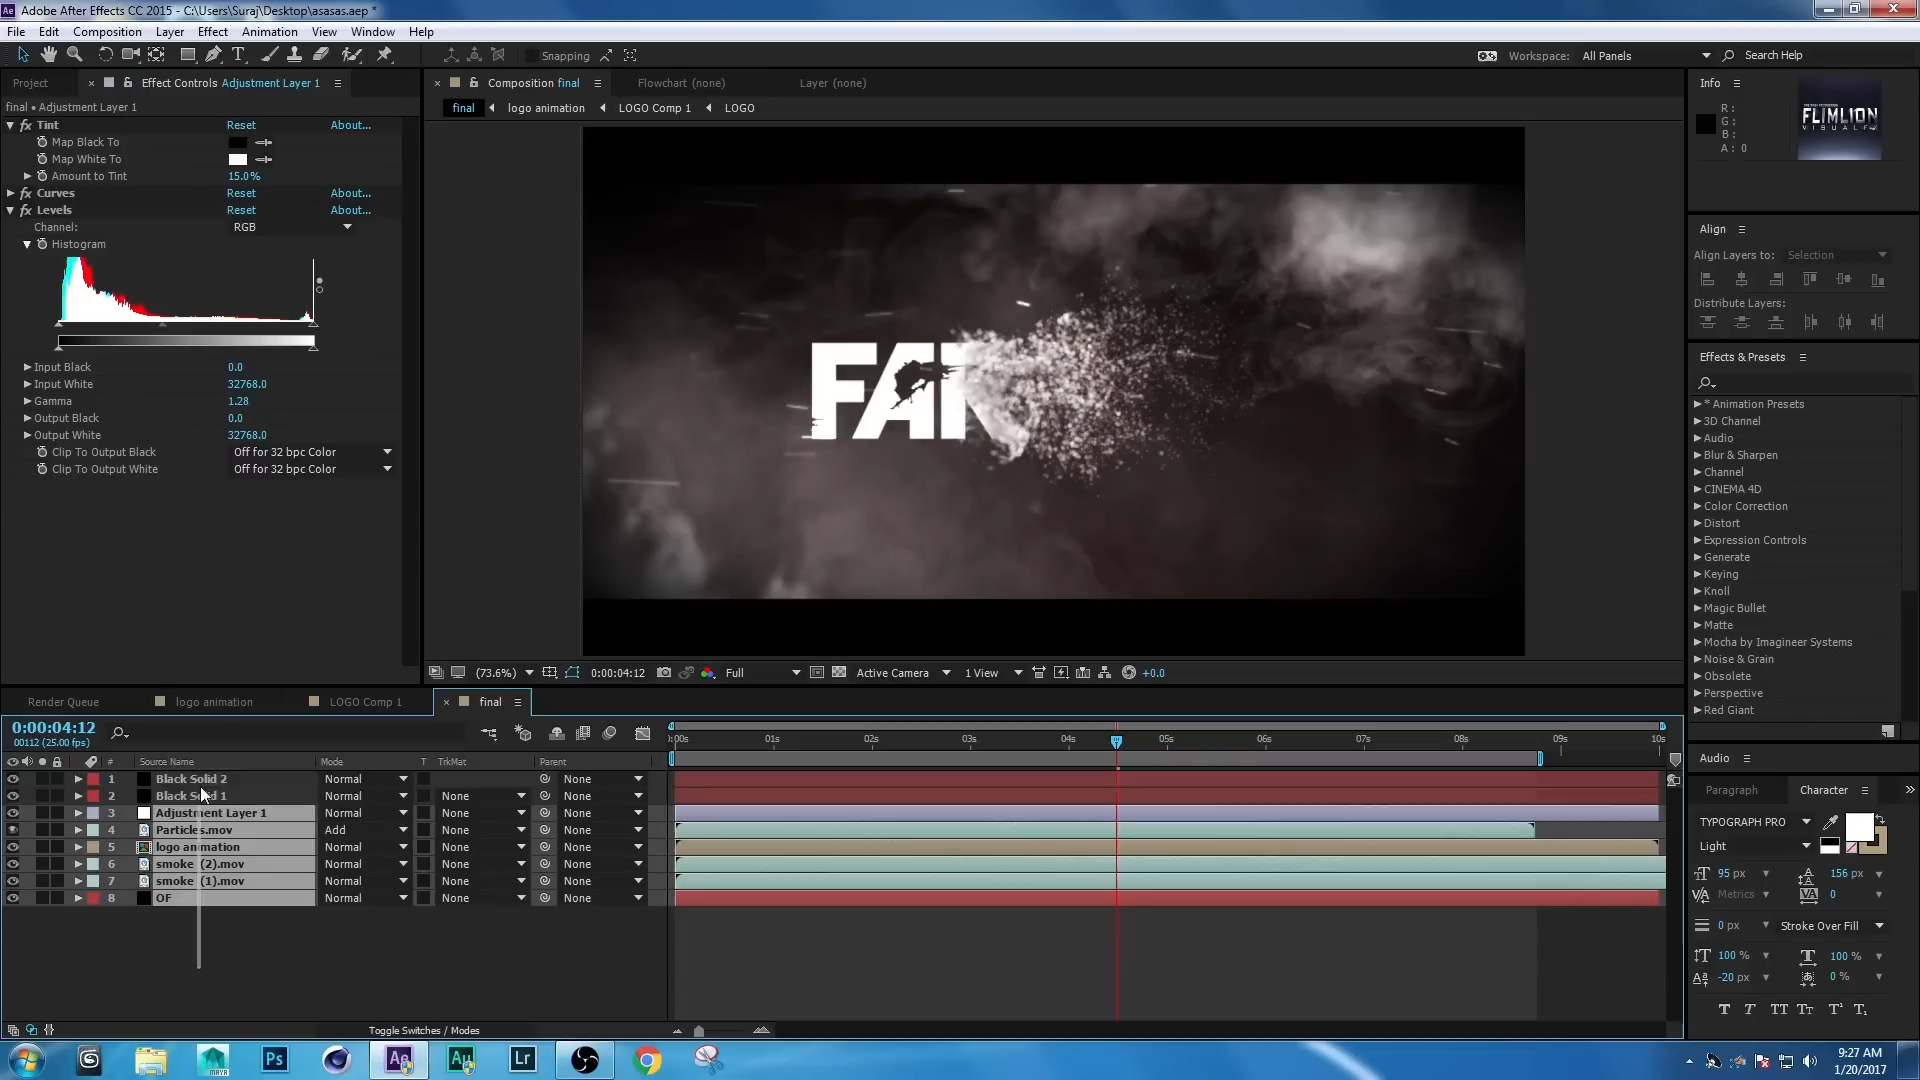 Adobe After Effects CC 2015 - C:\Users\Suraj\Desktop\asasas.aep *
File Edit Composition Layer Effect Animation View Window Help
Snapping
Workspace: All Panels
Search Help
Project
Effect Controls Adjustment Layer 1
final • Adjustment Layer 1
fx Tint Reset About...
Map Black To
Map White To
Amount to Tint 15.0%
fx Curves Reset About...
fx Levels Reset About...
Channel: RGB
Histogram
Input Black 0.0
Input White 32768.0
Gamma 1.28
Output Black 0.0
Output White 32768.0
Clip To Output Black Off for 32 bpc Color
Clip To Output White Off for 32 bpc Color
Composition final
Flowchart (none)
Layer (none)
final logo animation LOGO Comp 1 LOGO
FAR
(73.6%) 0:00:04:12 Full Active Camera 1 View +0.0
Info
R :
G :
B :
A : 0
FLIMLION
Align
Align Layers to: Selection
Distribute Layers:
Effects & Presets
* Animation Presets
3D Channel
Audio
Blur & Sharpen
Channel
CINEMA 4D
Color Correction
Distort
Expression Controls
Generate
Keying
Knoll
Magic Bullet
Matte
Mocha by Imagineer Systems
Noise & Grain
Obsolete
Perspective
Red Giant
Audio
Paragraph Character
TYPOGRAPH PRO
Light
95 px 156 px
Metrics 0
0 px Stroke Over Fill
100 % 100 %
-20 px 0 %
Render Queue logo animation LOGO Comp 1 final
0:00:04:12
00112 (25.00 fps)
# Source Name Mode T TrkMat Parent
:00s 01s 02s 03s 04s 05s 06s 07s 08s 09s 10s
1 Black Solid 2 Normal None
2 Black Solid 1 Normal None None
3 Adjustment Layer 1 Normal None None
4 Particles.mov Add None None
5 logo animation Normal None None
6 smoke (2).mov Normal None None
7 smoke (1).mov Normal None None
8 OF Normal None None
Toggle Switches / Modes
MAYA Ps Ae Au Lr
9:27 AM
1/20/2017